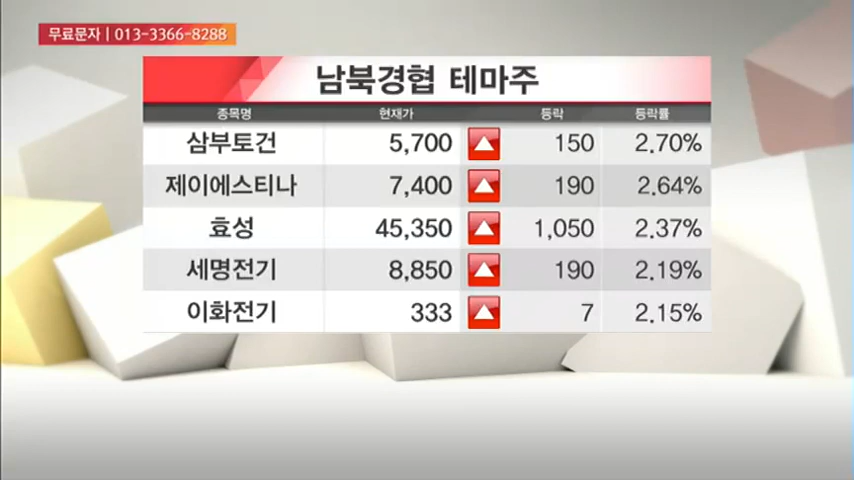 무료문자 | 013-3366-8288
남북경협 테마주
종목명 현재가 등락 등락률
삼부토건 5,700 150 2.70%
제이에스티나 7,400 190 2.64%
효성 45,350 1,050 2.37%
세명전기 8,850 190 2.19%
이화전기 333 7 2.15%